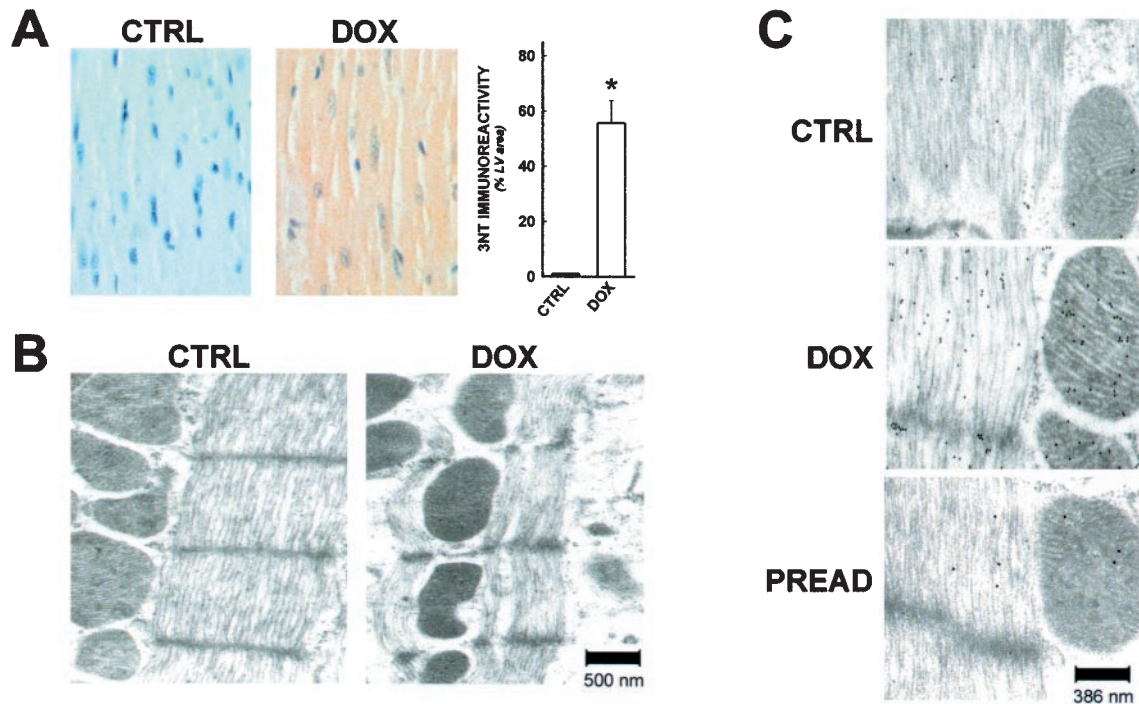 A
CTRL
DOX
3NT IMMUNOREACTIVITY
(% LV area)
80
60
40
20
0
*
CTRL
DOX
B
CTRL
DOX
500 nm
C
CTRL
DOX
PREAD
386 nm